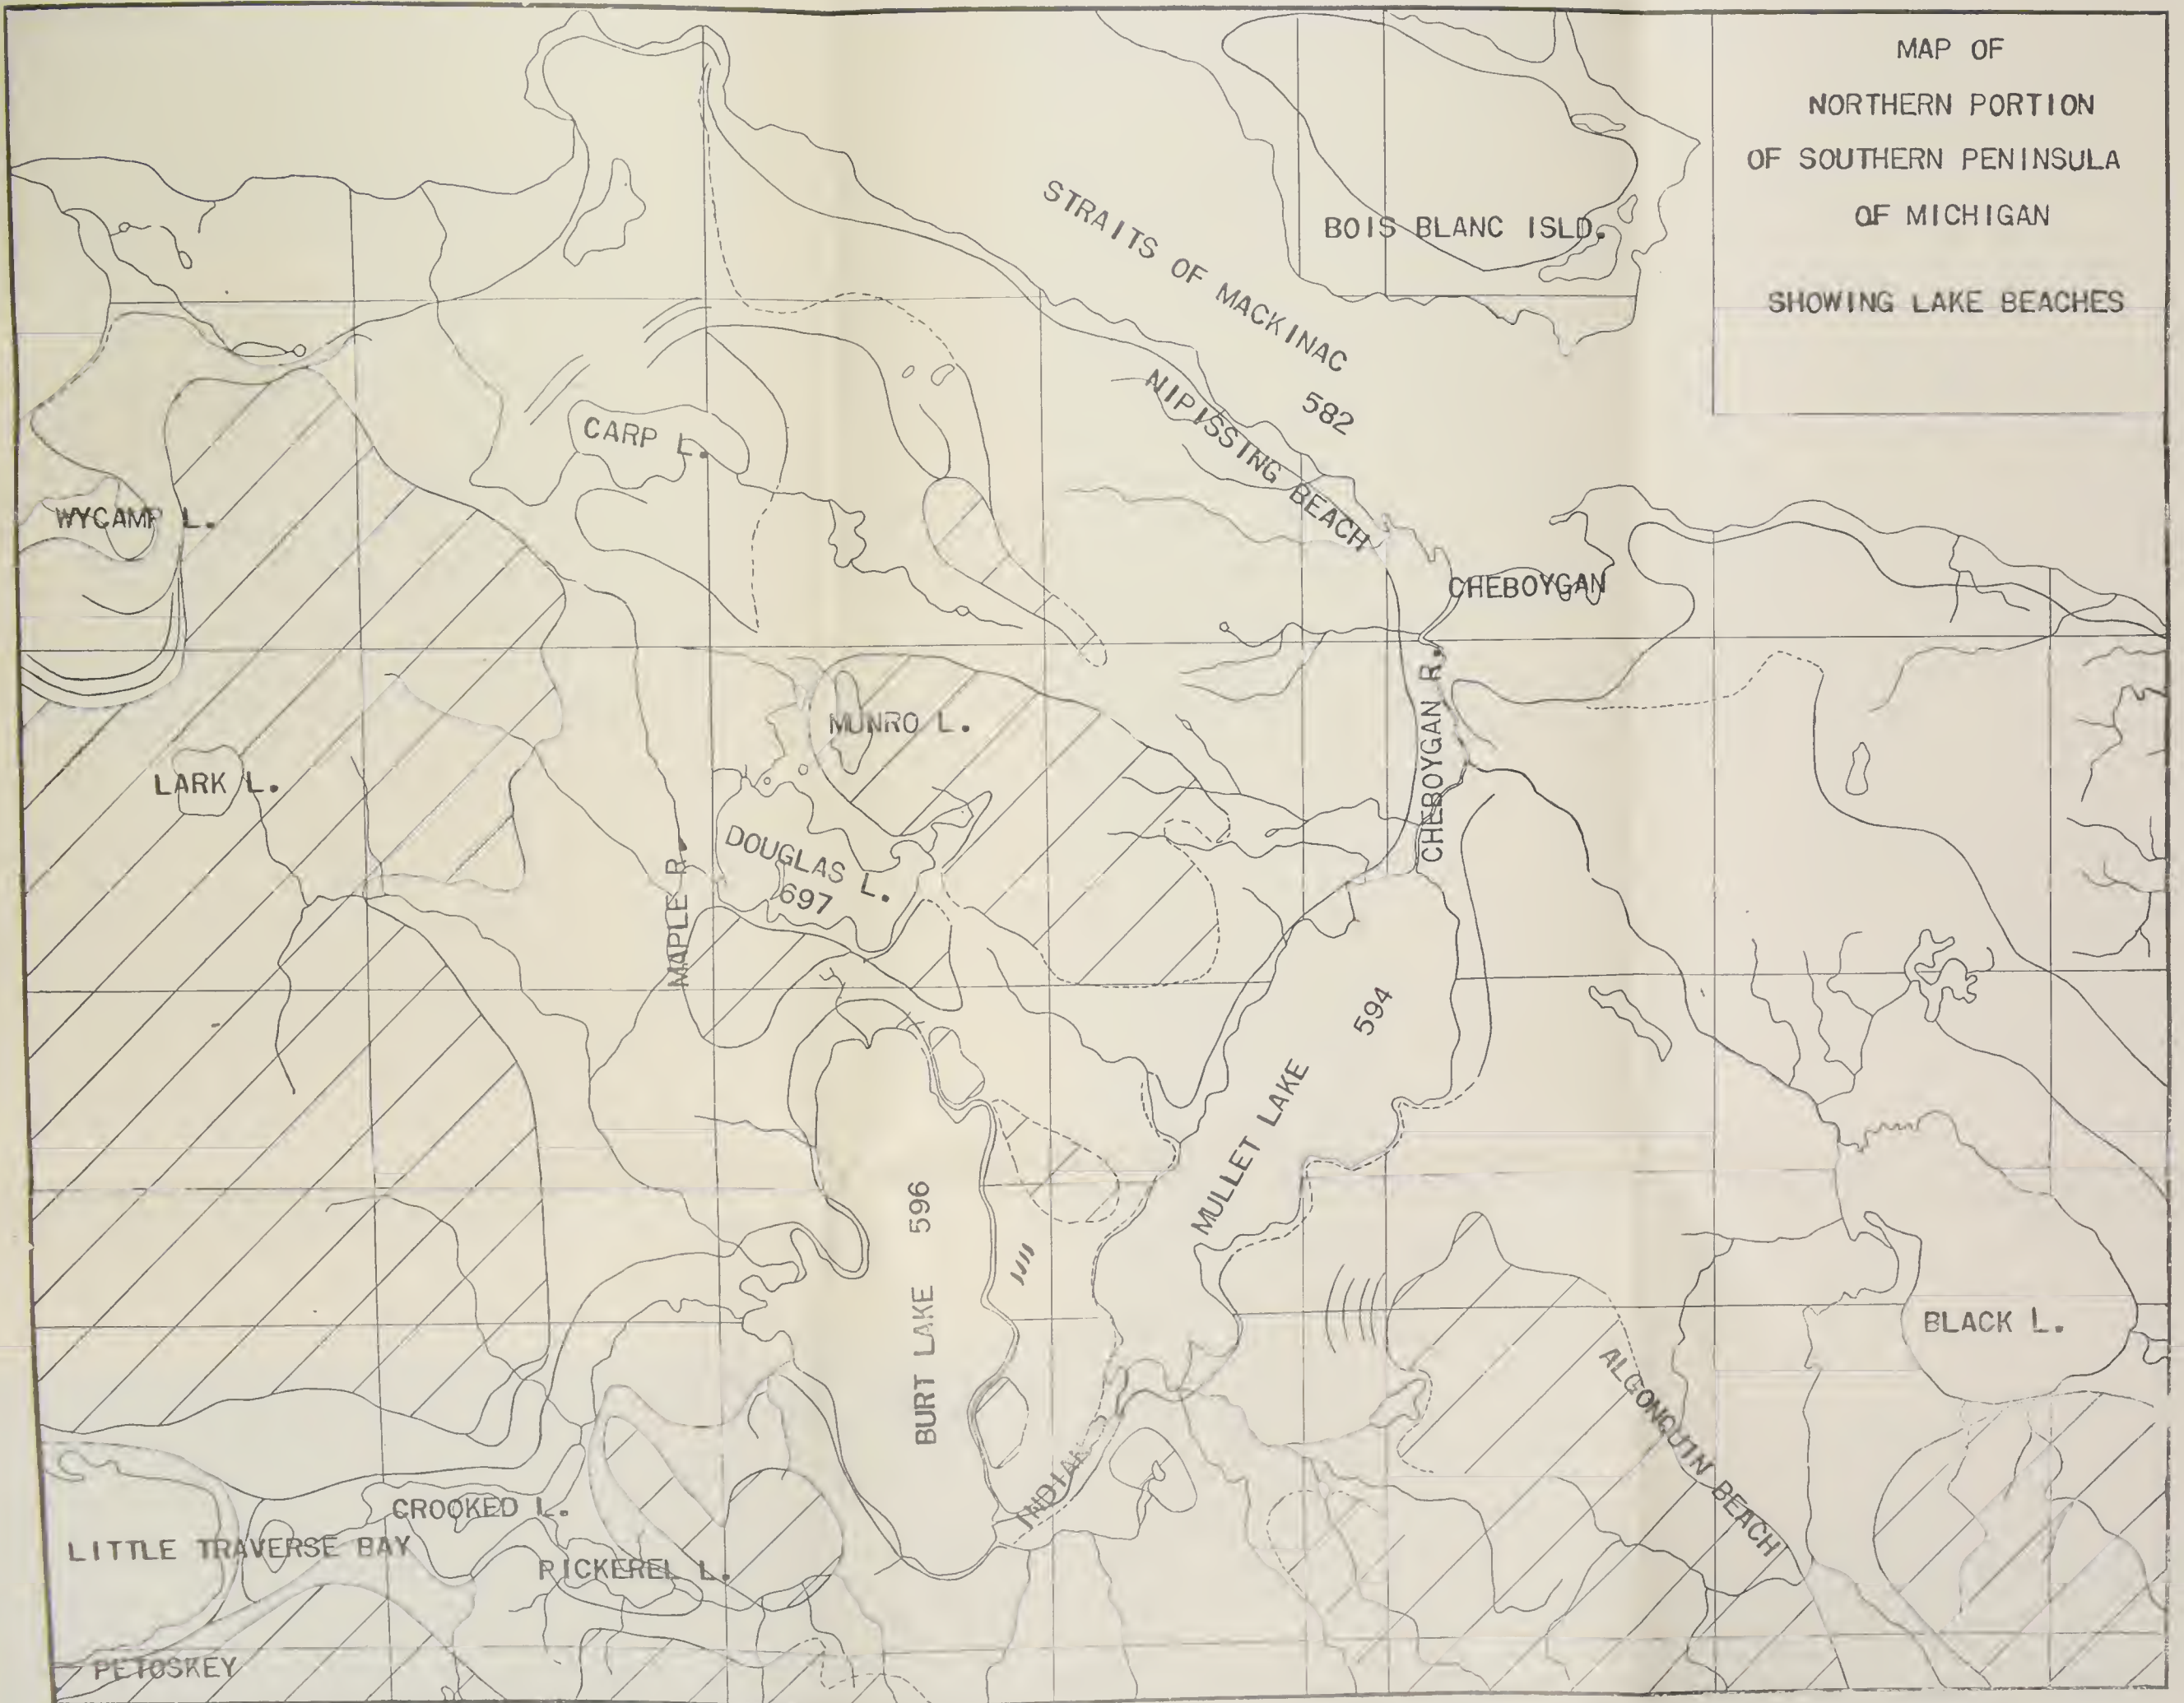 MAP OF
NORTHERN PORTION
OF SOUTHERN PENINSULA
OF MICHIGAN
SHOWING LAKE BEACHES
BOIS BLANC ISLD.
STRAITS OF MACKINAC
582
NIPISSING BEACH
CARP L.
WYCAMP L.
CHEBOYGAN
CHEBOYGAN R.
MUNRO L.
LARK L.
DOUGLAS L.
697
MAPLE R.
594
MULLET LAKE
BURT LAKE 596
BLACK L.
ALGONQUIN BEACH
INDIAN
CROOKED L.
LITTLE TRAVERSE BAY
PICKEREL L.
PETOSKEY